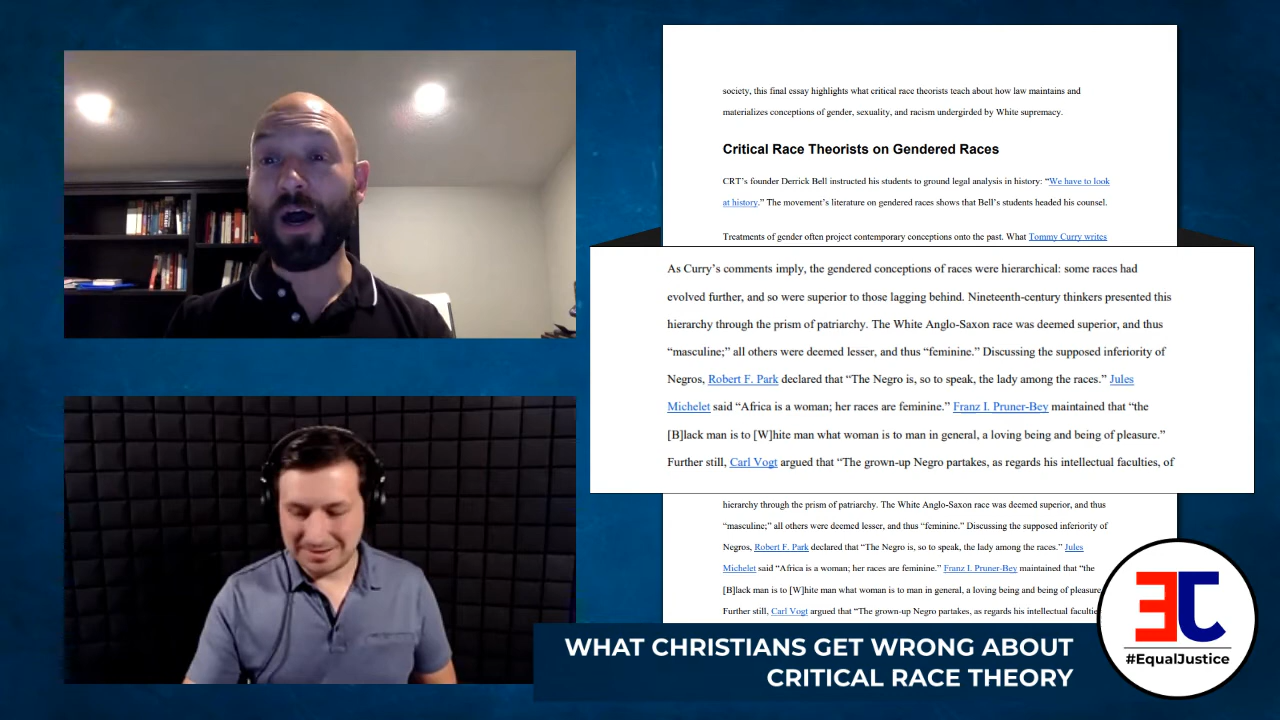 society, this final essay highlights what critical race theorists teach about how law maintains and
materializes conceptions of gender, sexuality, and racism undergirded by White supremacy.
Critical Race Theorists on Gendered Races
CRT’s founder Derrick Bell instructed his students to ground legal analysis in history: “We have to look
at history.” The movement’s literature on gendered races shows that Bell’s students headed his counsel.
Treatments of gender often project contemporary conceptions onto the past. What Tommy Curry writes
As Curry’s comments imply, the gendered conceptions of races were hierarchical: some races had
evolved further, and so were superior to those lagging behind. Nineteenth-century thinkers presented this
hierarchy through the prism of patriarchy. The White Anglo-Saxon race was deemed superior, and thus
“masculine;” all others were deemed lesser, and thus “feminine.” Discussing the supposed inferiority of
Negros, Robert F. Park declared that “The Negro is, so to speak, the lady among the races.” Jules
Michelet said “Africa is a woman; her races are feminine.” Franz I. Pruner-Bey maintained that “the
[B]lack man is to [W]hite man what woman is to man in general, a loving being and being of pleasure.”
Further still, Carl Vogt argued that “The grown-up Negro partakes, as regards his intellectual faculties, of
hierarchy through the prism of patriarchy. The White Anglo-Saxon race was deemed superior, and thus
“masculine;” all others were deemed lesser, and thus “feminine.” Discussing the supposed inferiority of
Negros, Robert F. Park declared that “The Negro is, so to speak, the lady among the races.” Jules
Michelet said “Africa is a woman; her races are feminine.” Franz I. Pruner-Bey maintained that “the
[B]lack man is to [W]hite man what woman is to man in general, a loving being and being of pleasure
Further still, Carl Vogt argued that “The grown-up Negro partakes, as regards his intellectual
WHAT CHRISTIANS GET WRONG ABOUT
CRITICAL RACE THEORY
EJ
#EqualJustice